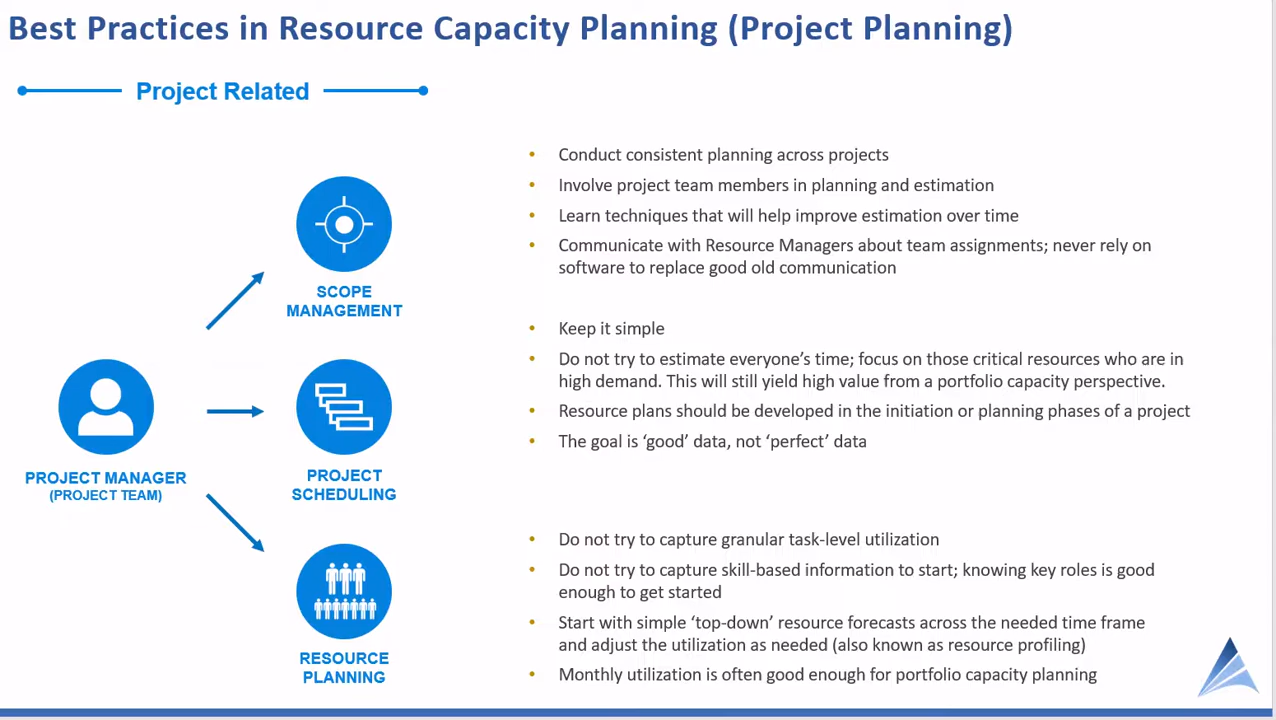 Best Practices in Resource Capacity Planning (Project Planning)
Project Related
SCOPE
MANAGEMENT
PROJECT MANAGER
(PROJECT TEAM)
PROJECT
SCHEDULING
RESOURCE
PLANNING
• Conduct consistent planning across projects
• Involve project team members in planning and estimation
• Learn techniques that will help improve estimation over time
• Communicate with Resource Managers about team assignments; never rely on
software to replace good old communication
• Keep it simple
• Do not try to estimate everyone’s time; focus on those critical resources who are in
high demand. This will still yield high value from a portfolio capacity perspective.
• Resource plans should be developed in the initiation or planning phases of a project
• The goal is ‘good’ data, not ‘perfect’ data
• Do not try to capture granular task-level utilization
• Do not try to capture skill-based information to start; knowing key roles is good
enough to get started
• Start with simple ‘top-down’ resource forecasts across the needed time frame
and adjust the utilization as needed (also known as resource profiling)
• Monthly utilization is often good enough for portfolio capacity planning